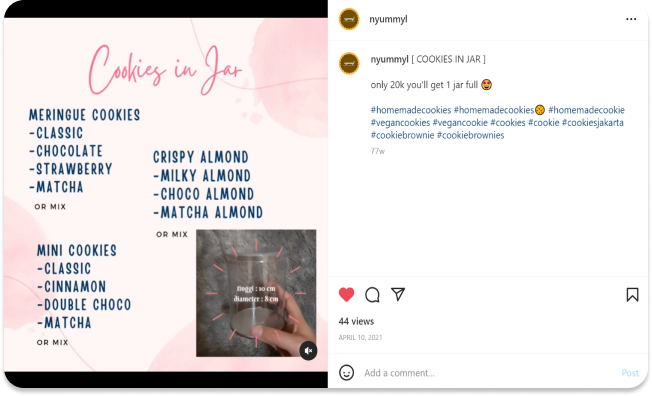 Cookies in Jar
MERINGUE COOKIES
-CLASSIC
-CHOCOLATE
-STRAWBERRY
-MATCHA
OR MIX
CRISPY ALMOND
-MILKY ALMOND
-CHOCO ALMOND
-MATCHA ALMOND
OR MIX
MINI COOKIES
-CLASSIC
-CINNAMON
-DOUBLE CHOCO
-MATCHA
OR MIX
tinggi : 10 cm
diameter : 8 cm
nyummyl
nyummyl [ COOKIES IN JAR ]
only 20k you'll get 1 jar full 🤩
#homemadecookies #homemadecookies🍪 #homemadecookie
#vegancookies #vegancookie #cookies #cookie #cookiesjakarta
#cookiebrownie #cookiebrownies
77w
44 views
APRIL 10, 2021
Add a comment...
Post